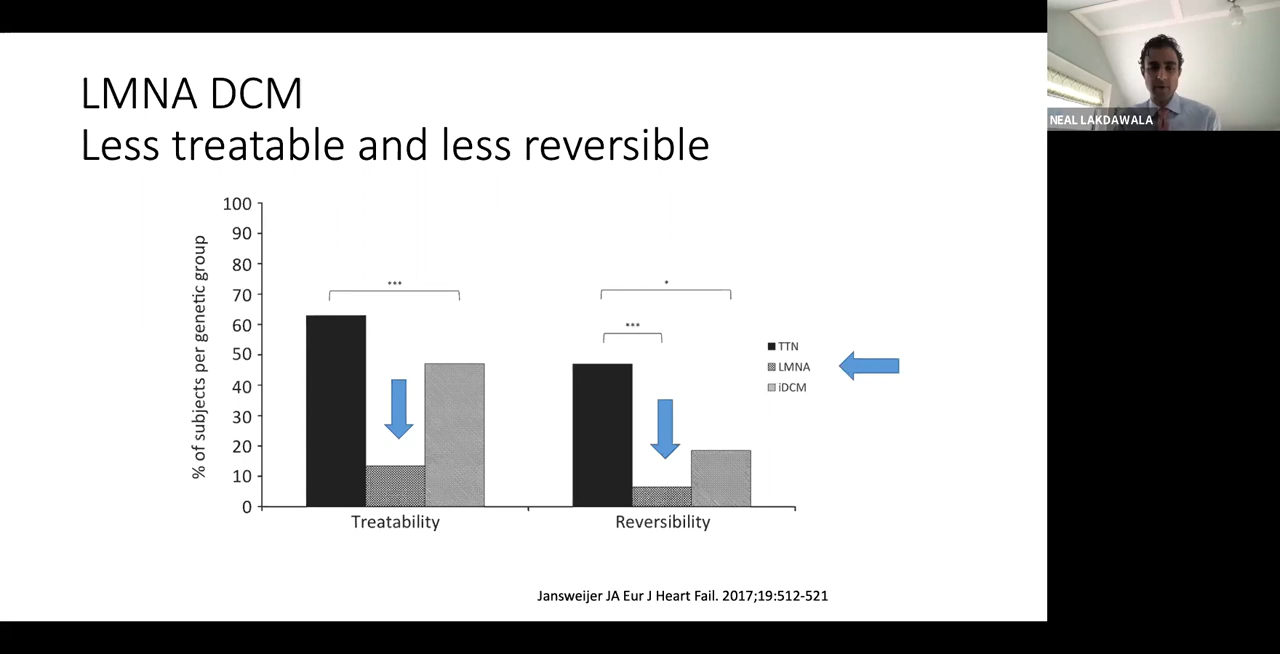 LMNA DCM
Less treatable and less reversible
NEAL LAKDAWALA
% of subjects per genetic group
100
90
80
70
60
50
40
30
20
10
0
***
***
*
Treatability
Reversibility
TTN
LMNA
iDCM
Jansweijer JA Eur J Heart Fail. 2017;19:512-521